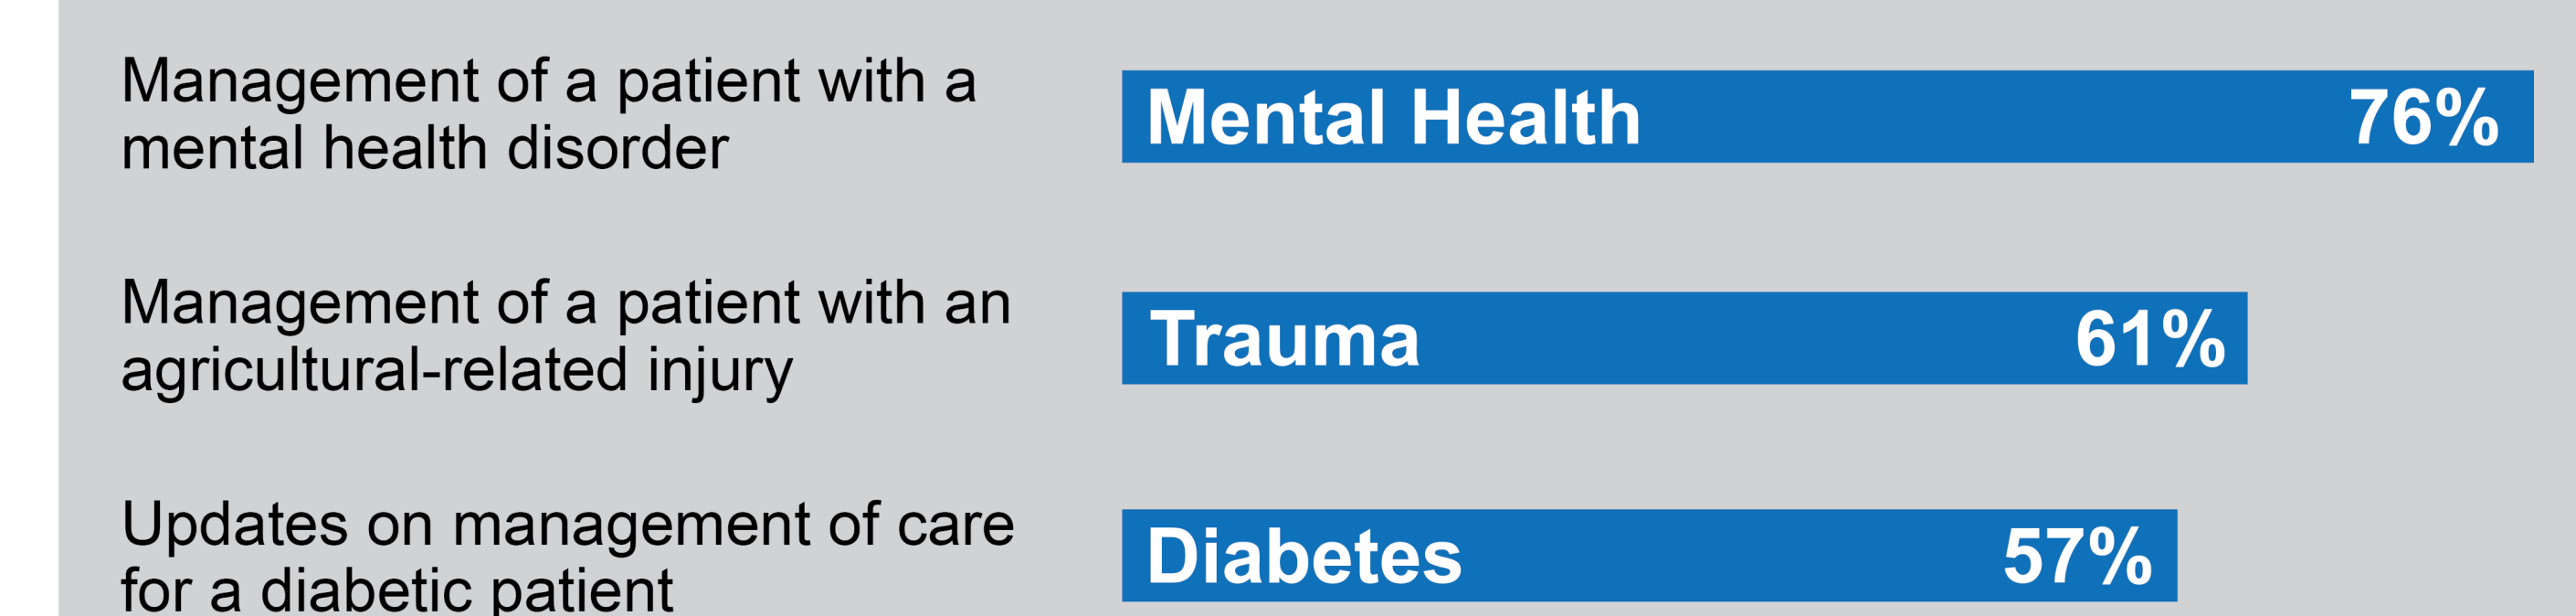 Management of a patient with a
mental health disorder
Mental Health 76%
Management of a patient with an
agricultural-related injury
Trauma 61%
Updates on management of care
for a diabetic patient
Diabetes 57%